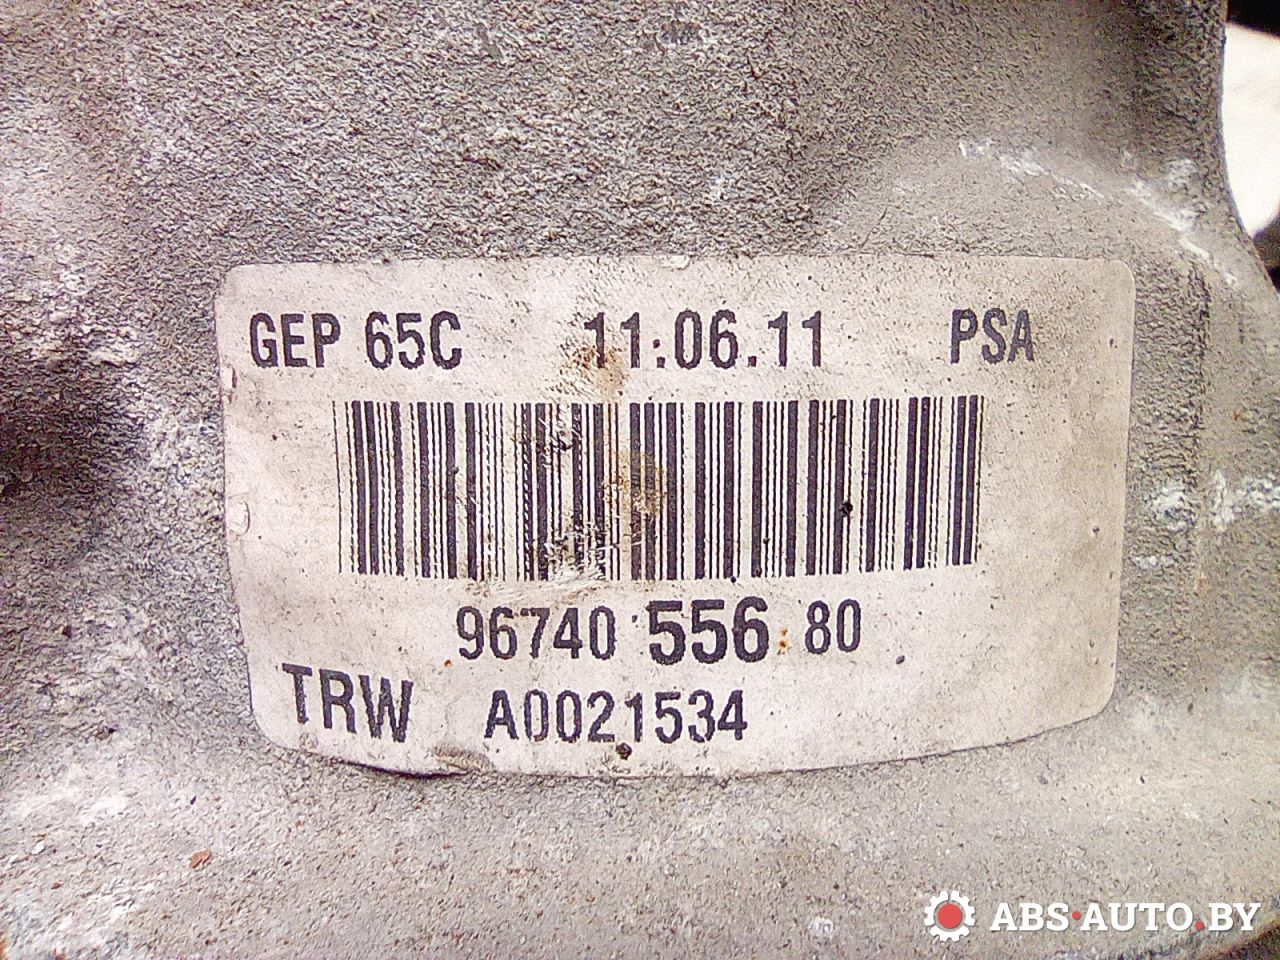 GEP 65C 11.06.11 PSA
96740 556 80
TRW A0021534
ABS·AUTO.BY